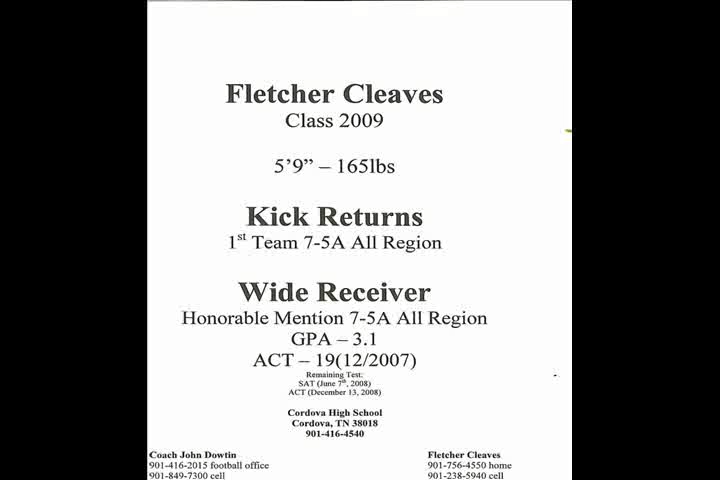 Fletcher Cleaves
Class 2009
5’9” – 165lbs
Kick Returns
1st Team 7-5A All Region
Wide Receiver
Honorable Mention 7-5A All Region
GPA – 3.1
ACT – 19(12/2007)
Remaining Test:
SAT (June 7th, 2008)
ACT (December 13, 2008)
Cordova High School
Cordova, TN 38018
901-416-4540
Coach John Dowtin
901-416-2015 football office
901-849-7300 cell
Fletcher Cleaves
901-756-4550 home
901-238-5940 cell